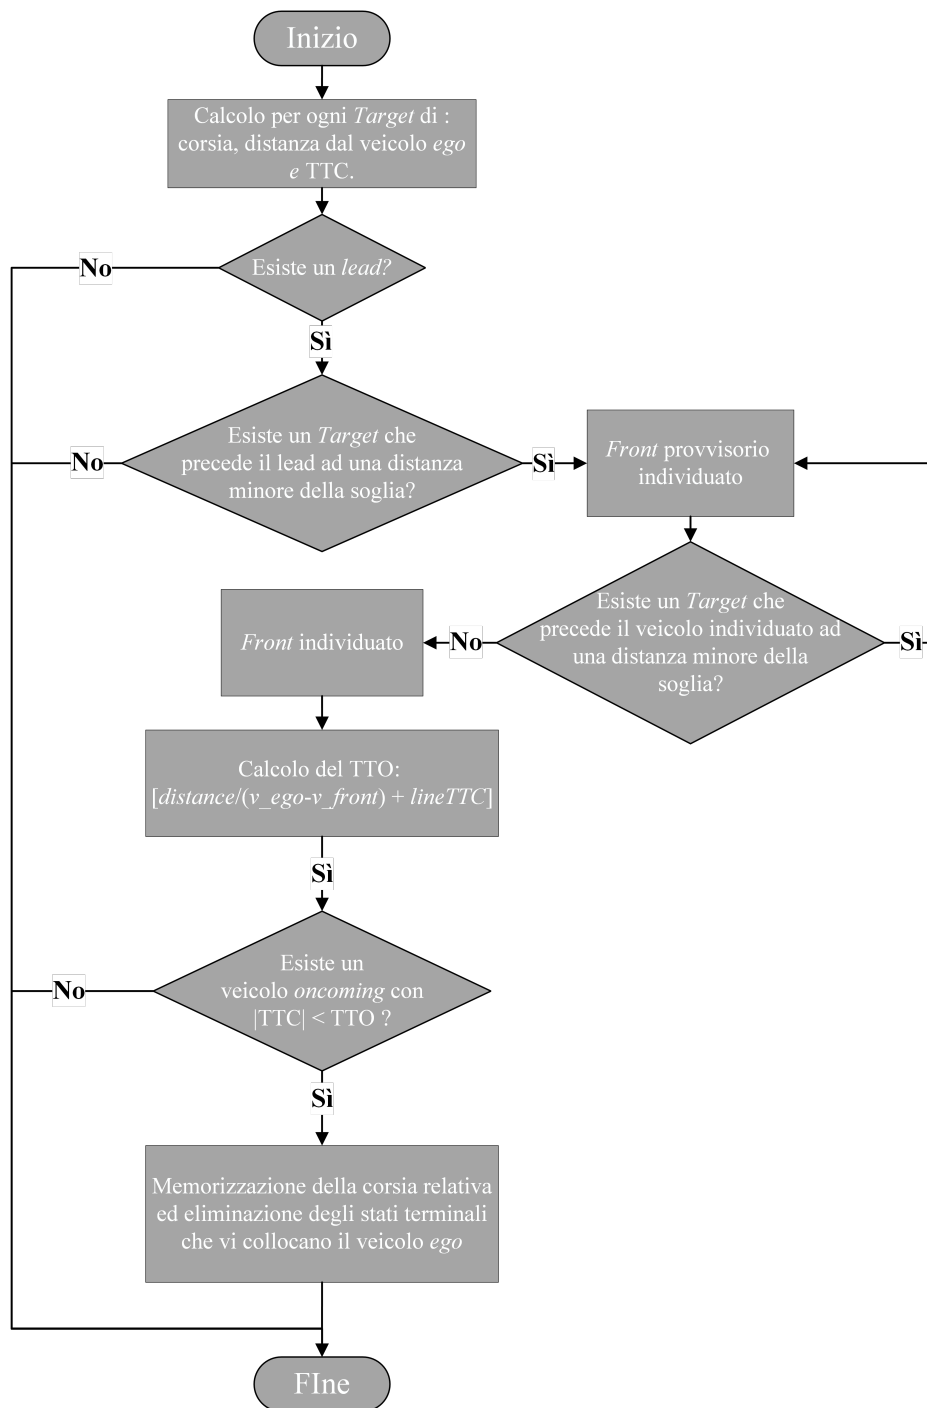 Inizio
Calcolo per ogni Target di :
corsia, distanza dal veicolo ego
e TTC.
Esiste un lead?
No
Sì
Esiste un Target che
precede il lead ad una distanza
minore della soglia?
No
Sì
Front provvisorio
individuato
Esiste un Target che
precede il veicolo individuato ad
una distanza minore della
soglia?
No
Sì
Front individuato
Calcolo del TTO:
[distance/(v_ego-v_front) + lineTTC]
Sì
Esiste un
veicolo oncoming con
|TTC| < TTO ?
No
Sì
Memorizzazione della corsia relativa
ed eliminazione degli stati terminali
che vi collocano il veicolo ego
FIne